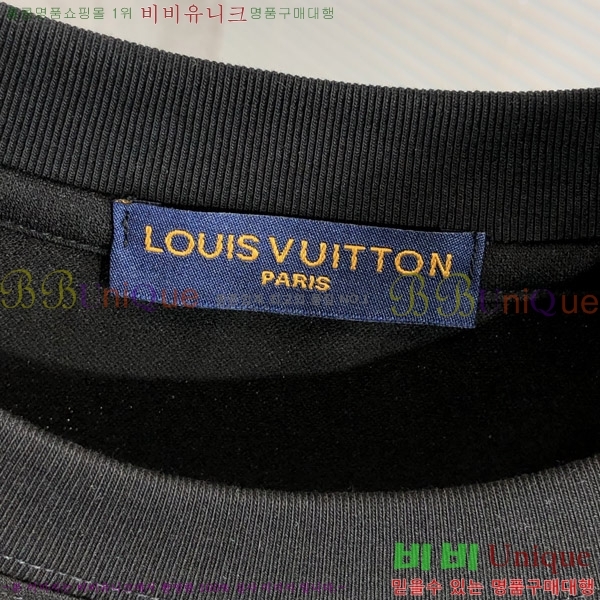 명품쇼핑몰 1위 비비유니크명품구매대행
LOUIS VUITTON
PARIS
BBUniQue
BBUniQue
비비 Unique
믿을수 있는 명품구매대행